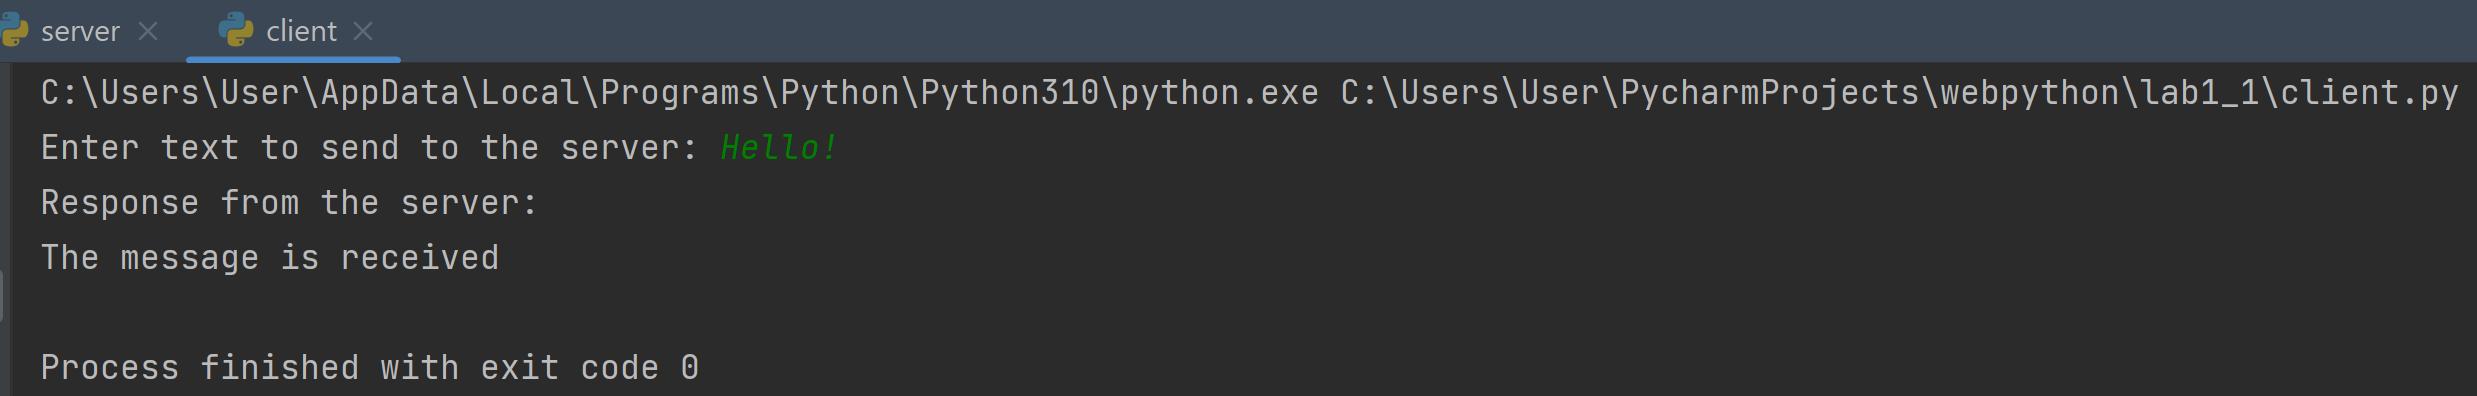 server
client
C:\Users\User\AppData\Local\Programs\Python\Python310\python.exe C:\Users\User\PycharmProjects\webpython\lab1_1\client.py
Enter text to send to the server: Hello!
Response from the server:
The message is received
Process finished with exit code 0